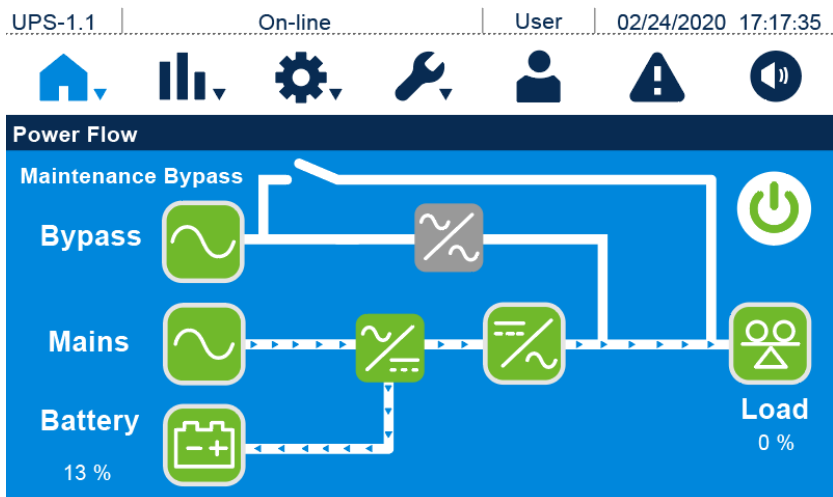 UPS-1.1 On-line User 02/24/2020 17:17:35
Power Flow
Maintenance Bypass
Bypass
Mains
Battery
13 %
Load
0 %